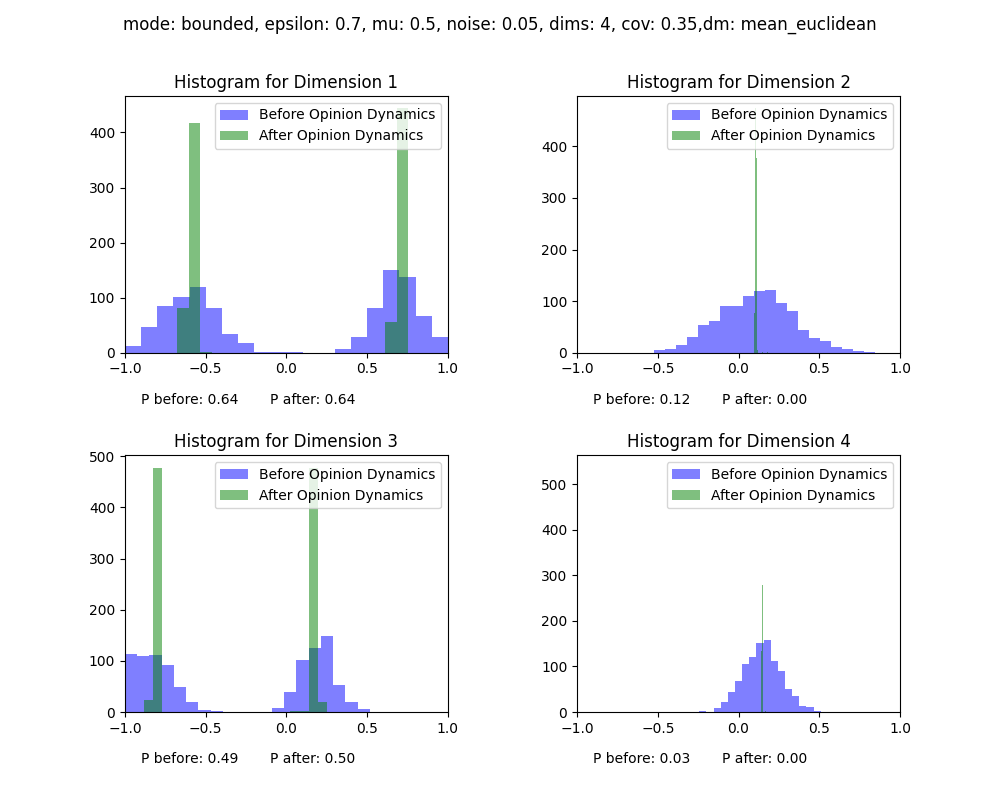 mode: bounded, epsilon: 0.7, mu: 0.5, noise: 0.05, dims: 4, cov: 0.35,dm: mean_euclidean
Histogram for Dimension 1
Before Opinion Dynamics
After Opinion Dynamics
400
300
200
100
0
−1.0 −0.5 0.0 0.5 1.0
P before: 0.64 P after: 0.64
Histogram for Dimension 2
Before Opinion Dynamics
After Opinion Dynamics
400
300
200
100
0
−1.0 −0.5 0.0 0.5 1.0
P before: 0.12 P after: 0.00
Histogram for Dimension 3
Before Opinion Dynamics
After Opinion Dynamics
500
400
300
200
100
0
−1.0 −0.5 0.0 0.5 1.0
P before: 0.49 P after: 0.50
Histogram for Dimension 4
Before Opinion Dynamics
After Opinion Dynamics
500
400
300
200
100
0
−1.0 −0.5 0.0 0.5 1.0
P before: 0.03 P after: 0.00